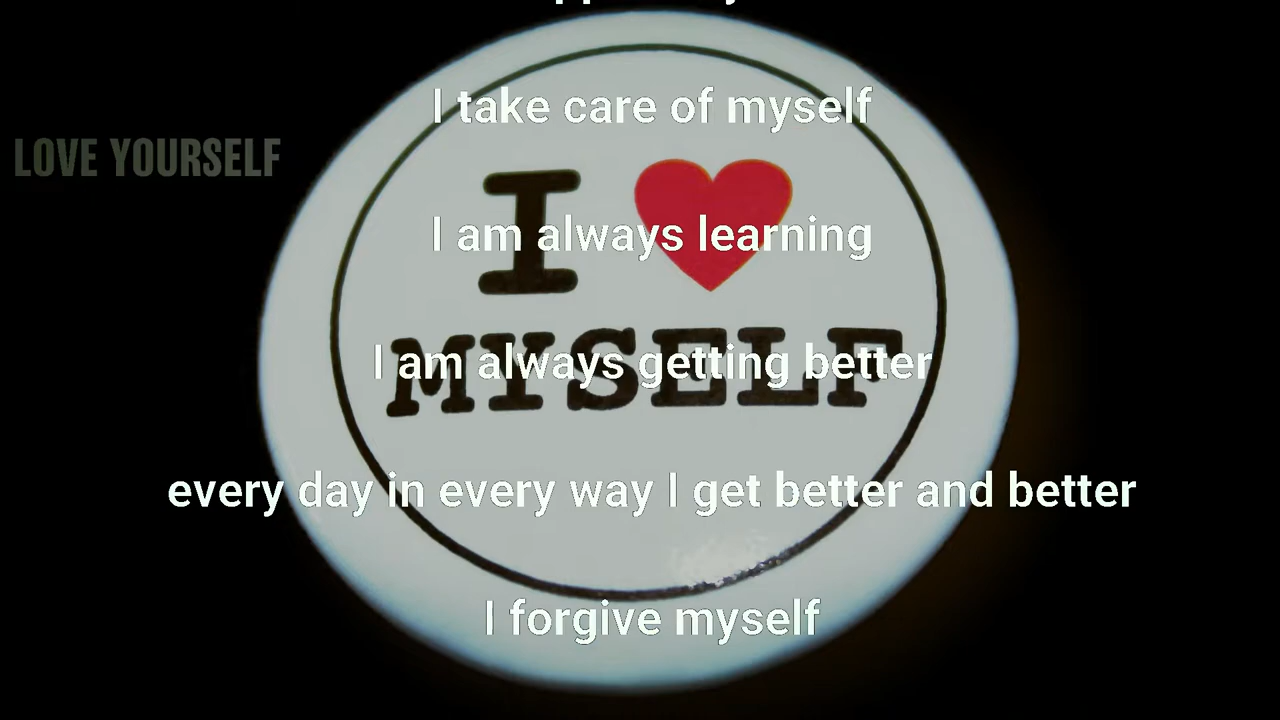 I take care of myself
LOVE YOURSELF
I ❤
I am always learning
MYSELF
I am always getting better
every day in every way I get better and better
I forgive myself